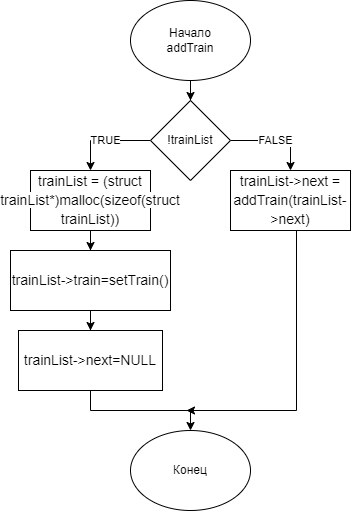 Начало
addTrain
!trainList
TRUE
FALSE
trainList = (struct
trainList*)malloc(sizeof(struct
trainList))
trainList->next =
addTrain(trainList-
>next)
trainList->train=setTrain()
trainList->next=NULL
Конец